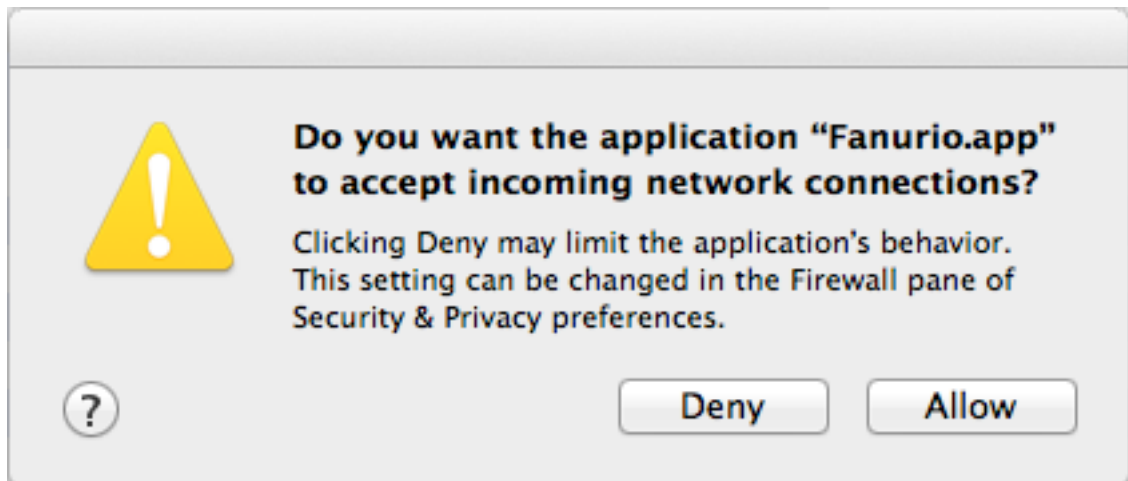 Do you want the application “Fanurio.app”
to accept incoming network connections?
Clicking Deny may limit the application’s behavior.
This setting can be changed in the Firewall pane of
Security & Privacy preferences.
?
Deny
Allow